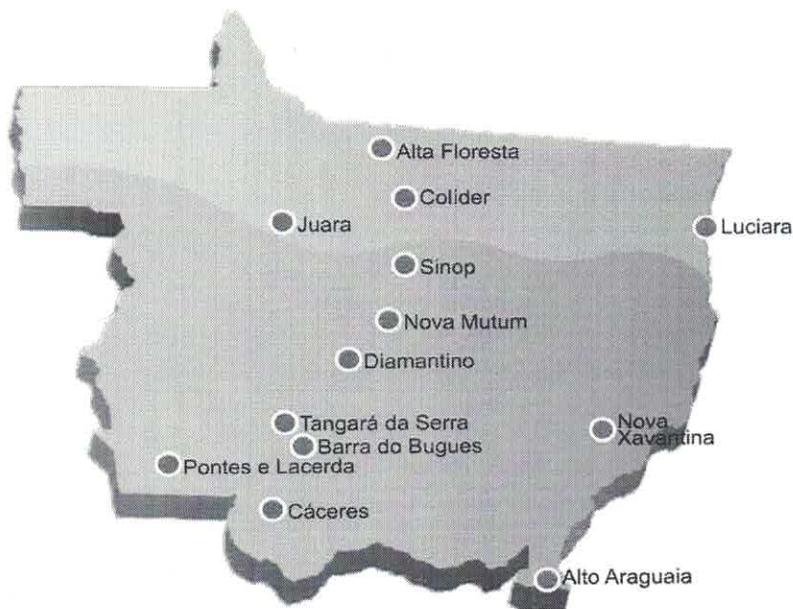 Alta Floresta
Colíder
Juara
Luciara
Sinop
Nova Mutum
Diamantino
Tangará da Serra
Nova
Xavantina
Barra do Bugues
Pontes e Lacerda
Cáceres
Alto Araguaia